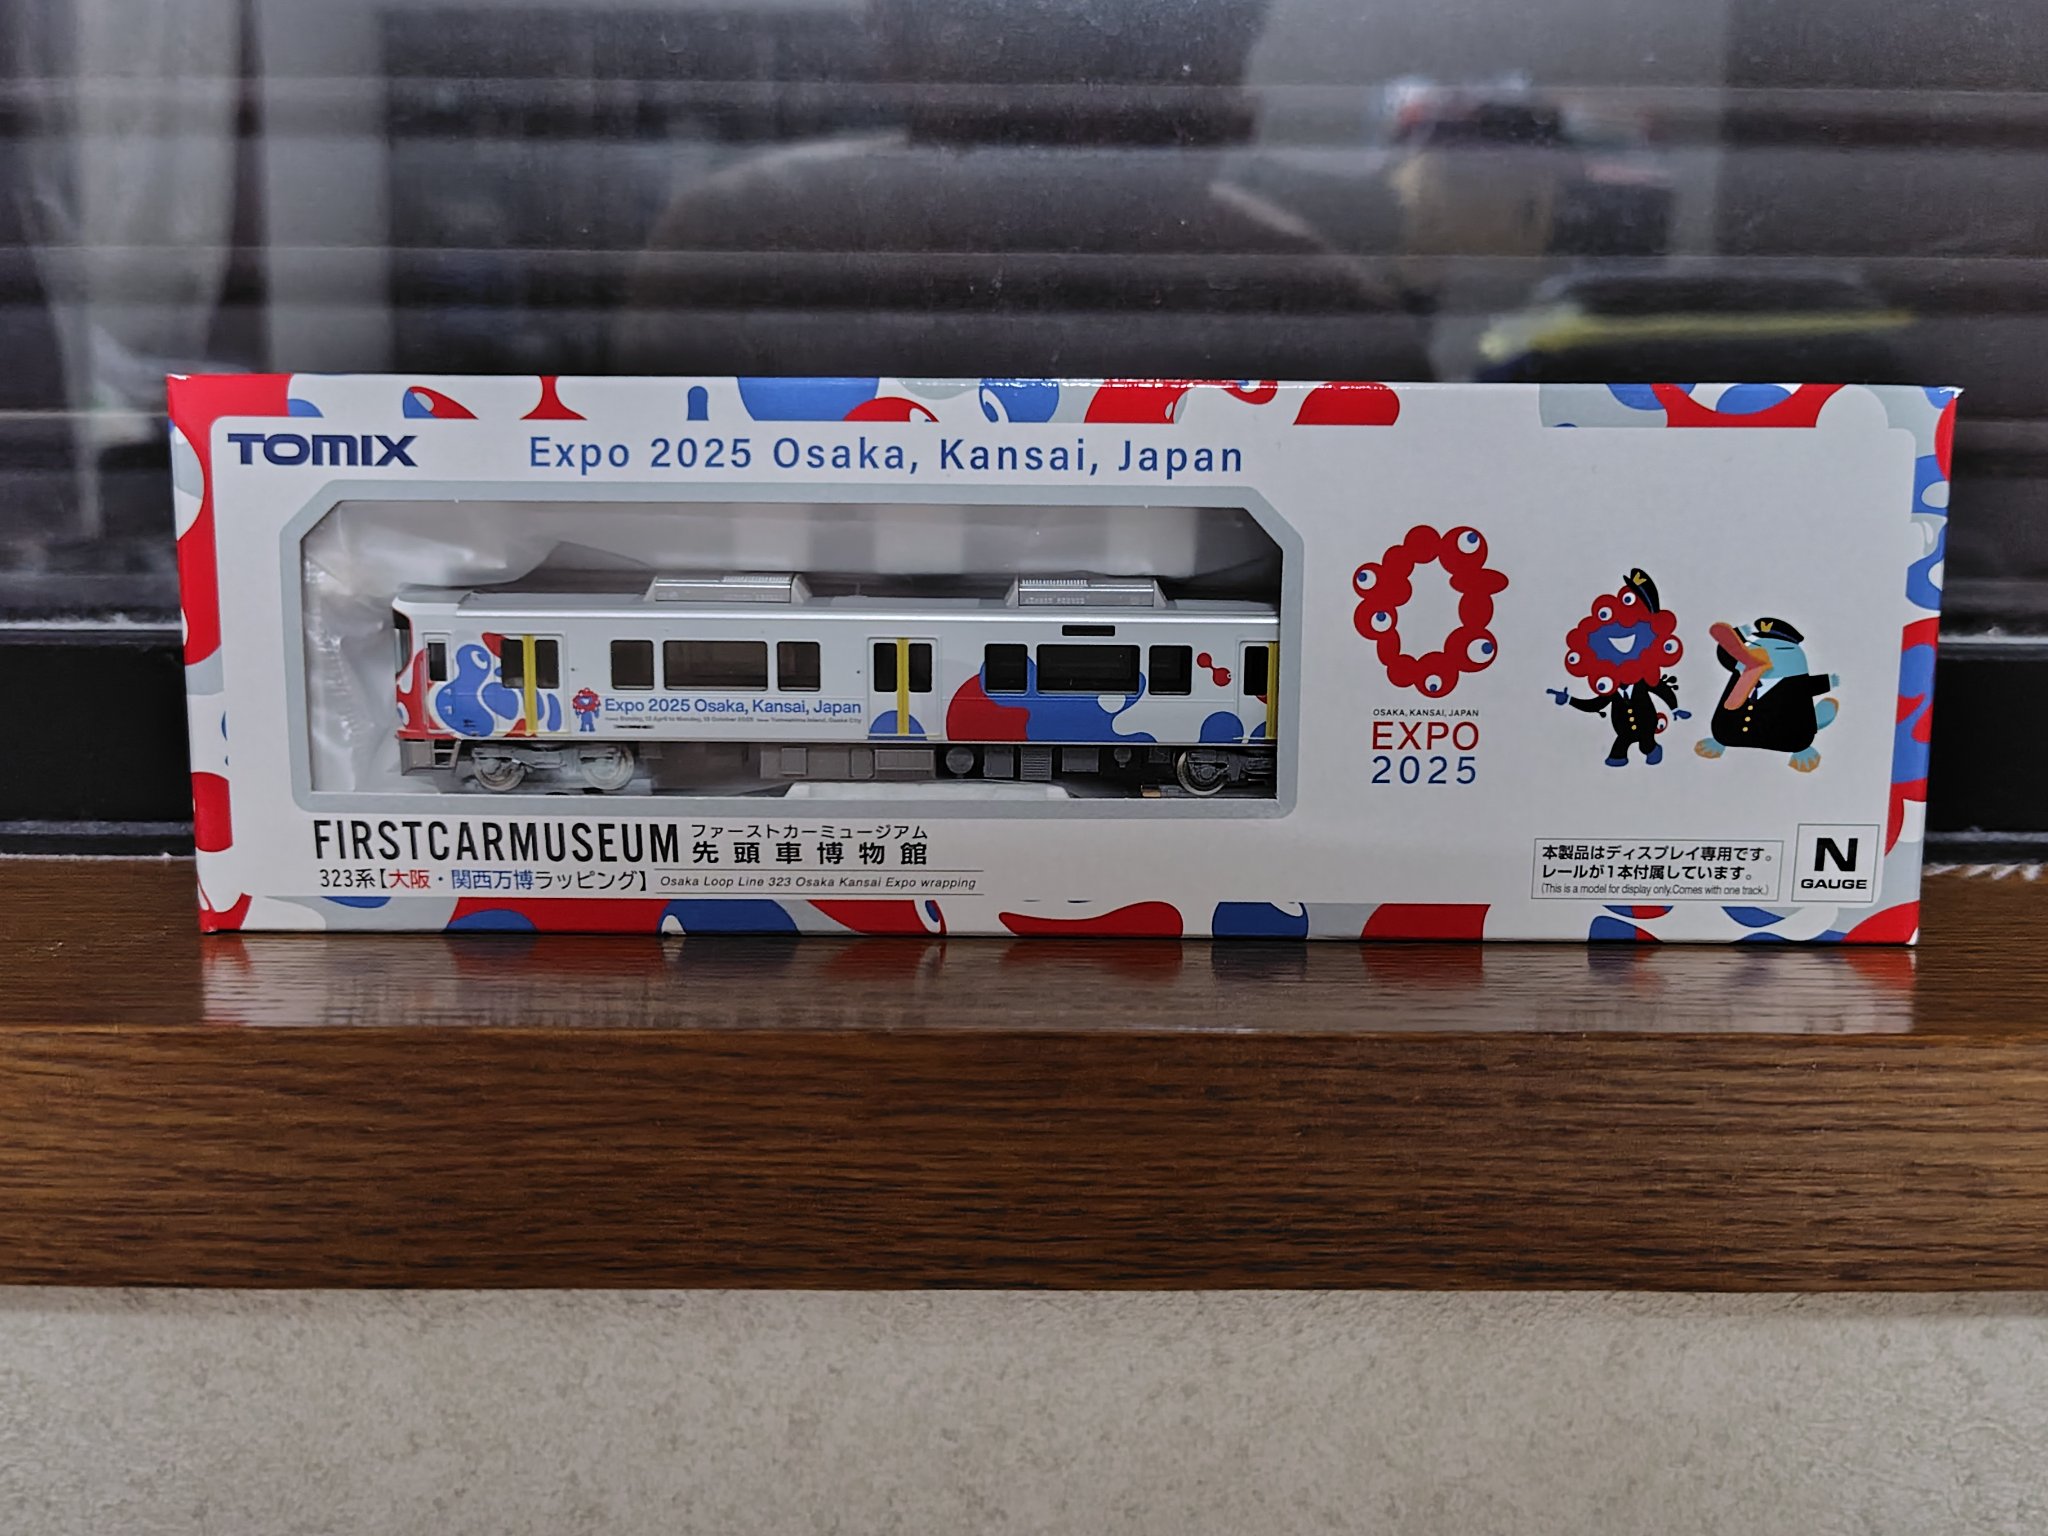 TOMIX
Expo 2025 Osaka, Kansai, Japan
Expo 2025 Osaka, Kansai, Japan
OSAKA, KANSAI, JAPAN
EXPO
2025
FIRSTCARMUSEUM
ファーストカーミュージアム
先頭車博物館
323系【大阪・関西万博ラッピング】
Osaka Loop Line 323 Osaka Kansai Expo wrapping
本製品はディスプレイ専用です。
レールが1本付属しています。
(This is a model for display only.Comes with one track.)
N
GAUGE